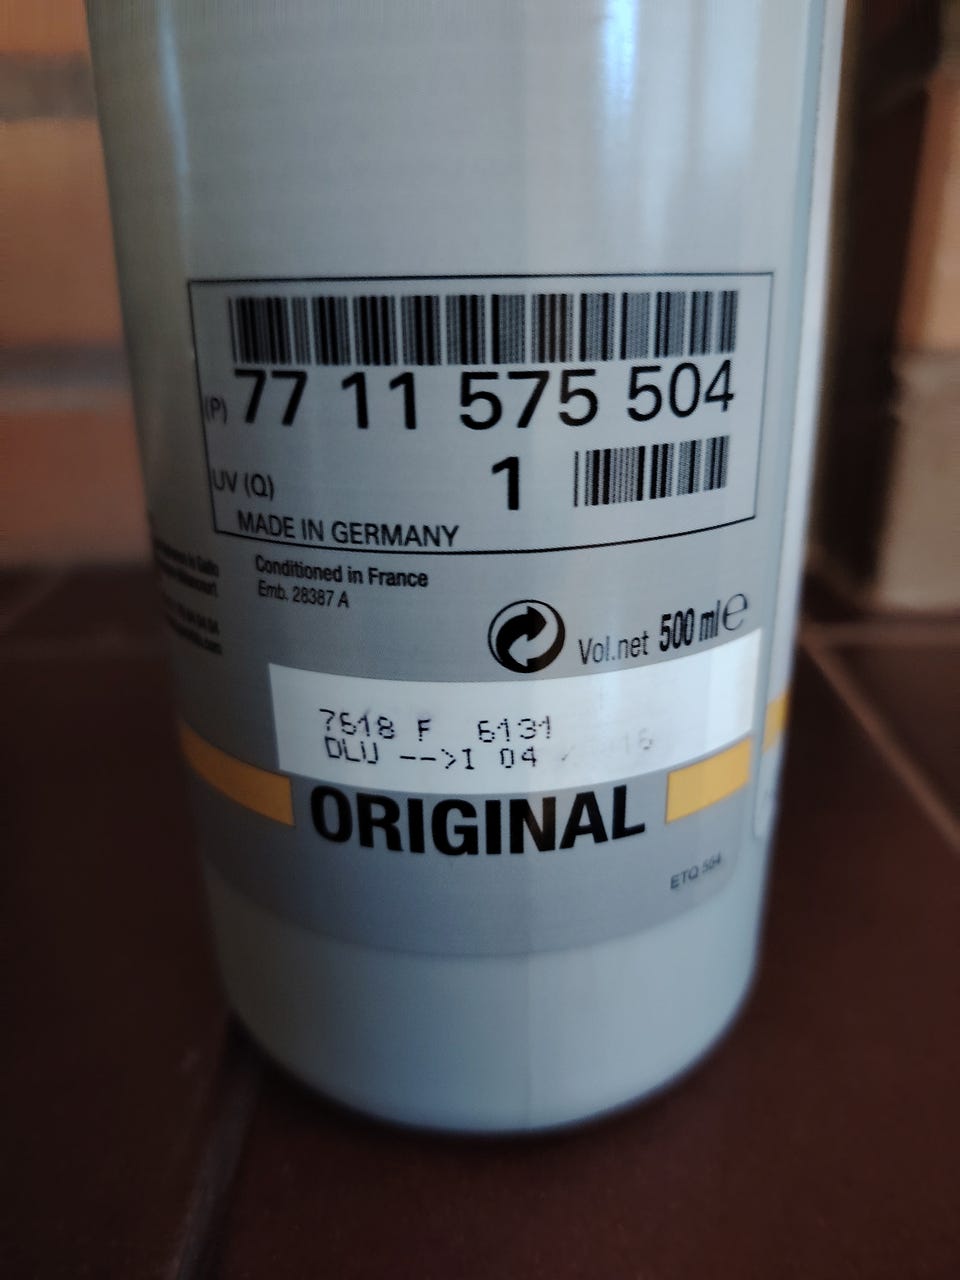 (P) 77 11 575 504
UV (Q) 1
MADE IN GERMANY
Conditioned in France
Emb. 28387 A
Vol.net 500 ml e
7618 F 6131
DLU -->I 04
ORIGINAL
ETQ 504